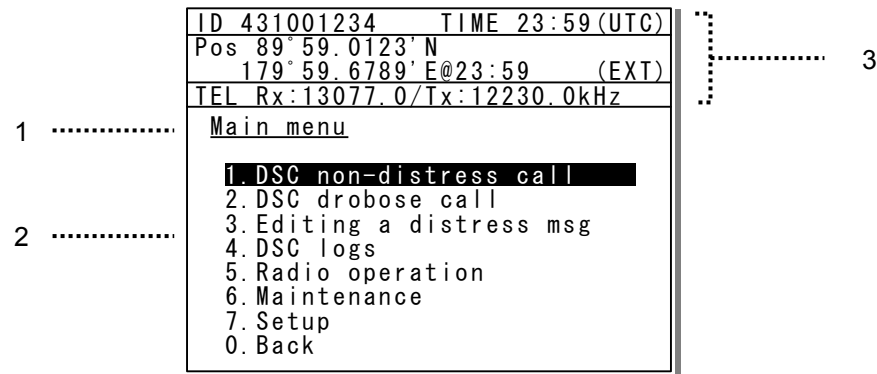 ID 431001234 TIME 23:59(UTC)
Pos 89°59.0123'N
179°59.6789'E@23:59 (EXT)
TEL Rx:13077.0/Tx:12230.0kHz
3
1
Main menu
1.DSC non-distress call
2.DSC drobose call
3.Editing a distress msg
2
4.DSC logs
5.Radio operation
6.Maintenance
7.Setup
0.Back